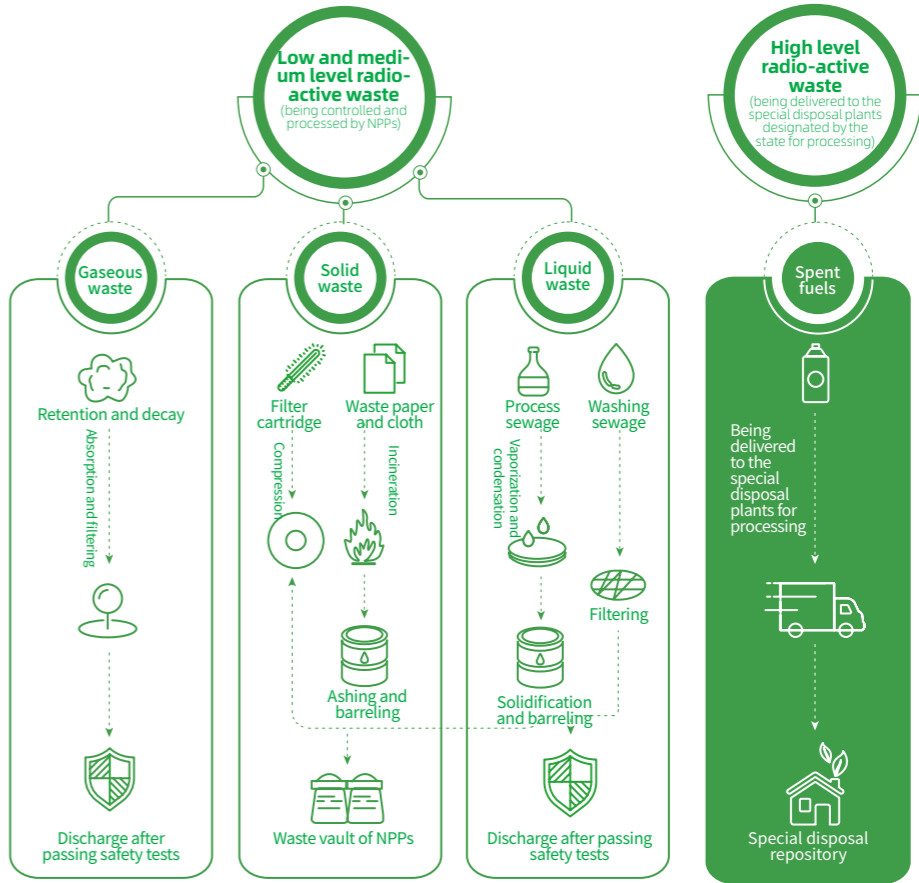 Low and medi-
um level radio-
active waste
(being controlled and
processed by NPPs)
High level
radio-active
waste
(being delivered to the
special disposal plants
designated by the
state for processing)
Gaseous
waste
Retention and decay
Absorption and filtering
Discharge after
passing safety tests
Solid
waste
Filter
cartridge
Waste paper
and cloth
Compression
Incineration
Ashing and
barreling
Waste vault of NPPs
Liquid
waste
Process
sewage
Washing
sewage
Vaporization and
condensation
Filtering
Solidification
and barreling
Discharge after passing
safety tests
Spent
fuels
Being
delivered
to the
special
disposal
plants for
processing
Special disposal
repository